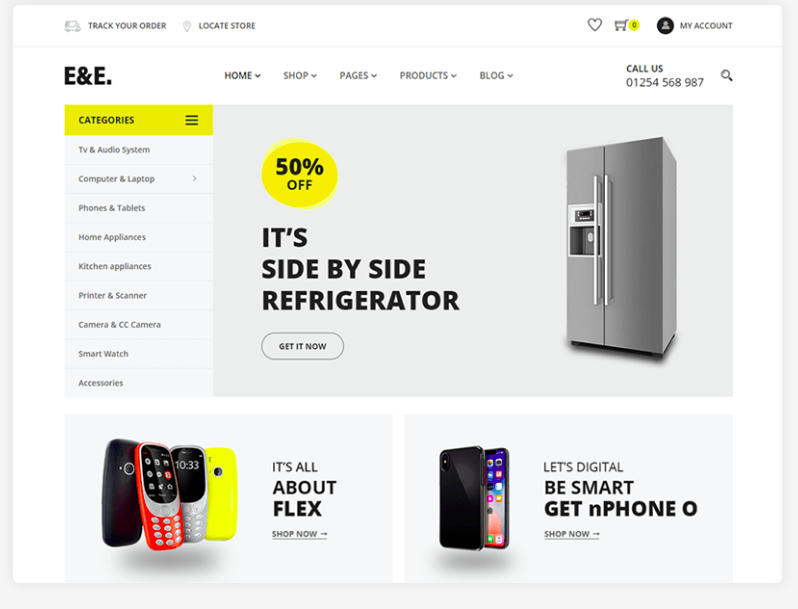 TRACK YOUR ORDER
LOCATE STORE
0
MY ACCOUNT
E&E.
HOME
SHOP
PAGES
PRODUCTS
BLOG
CALL US
01254 568 987
CATEGORIES
Tv & Audio System
Computer & Laptop
Phones & Tablets
Home Appliances
Kitchen appliances
Printer & Scanner
Camera & CC Camera
Smart Watch
Accessories
50%
OFF
IT’S
SIDE BY SIDE
REFRIGERATOR
GET IT NOW
10:33
IT’S ALL
ABOUT
FLEX
SHOP NOW →
LET’S DIGITAL
BE SMART
GET nPHONE O
SHOP NOW →